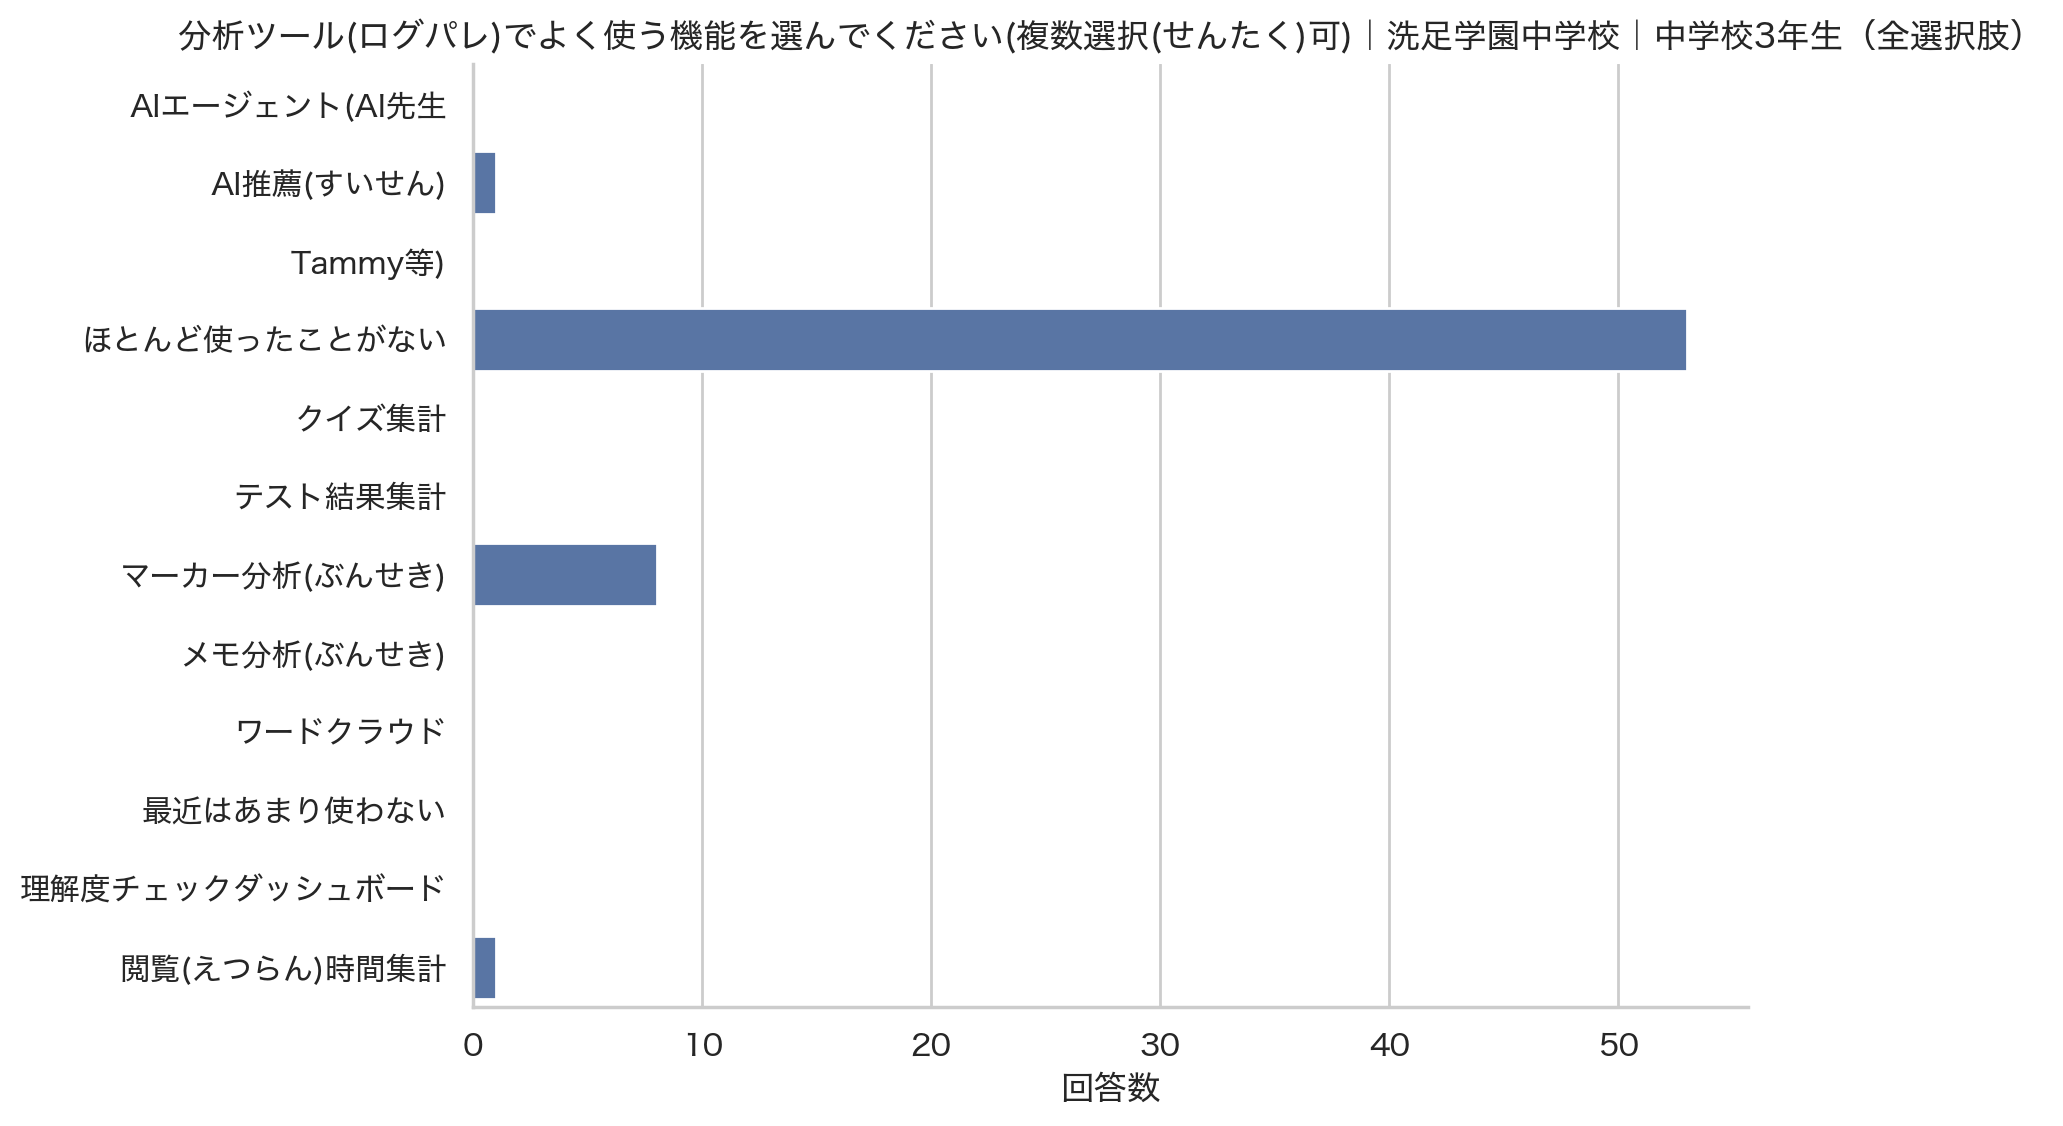 分析ツール(ログパレ)でよく使う機能を選んでください(複数選択(せんたく)可)｜洗足学園中学校｜中学校3年生（全選択肢）
AIエージェント(AI先生
AI推薦(すいせん)
Tammy等)
ほとんど使ったことがない
クイズ集計
テスト結果集計
マーカー分析(ぶんせき)
メモ分析(ぶんせき)
ワードクラウド
最近はあまり使わない
理解度チェックダッシュボード
閲覧(えつらん)時間集計
0 10 20 30 40 50
回答数